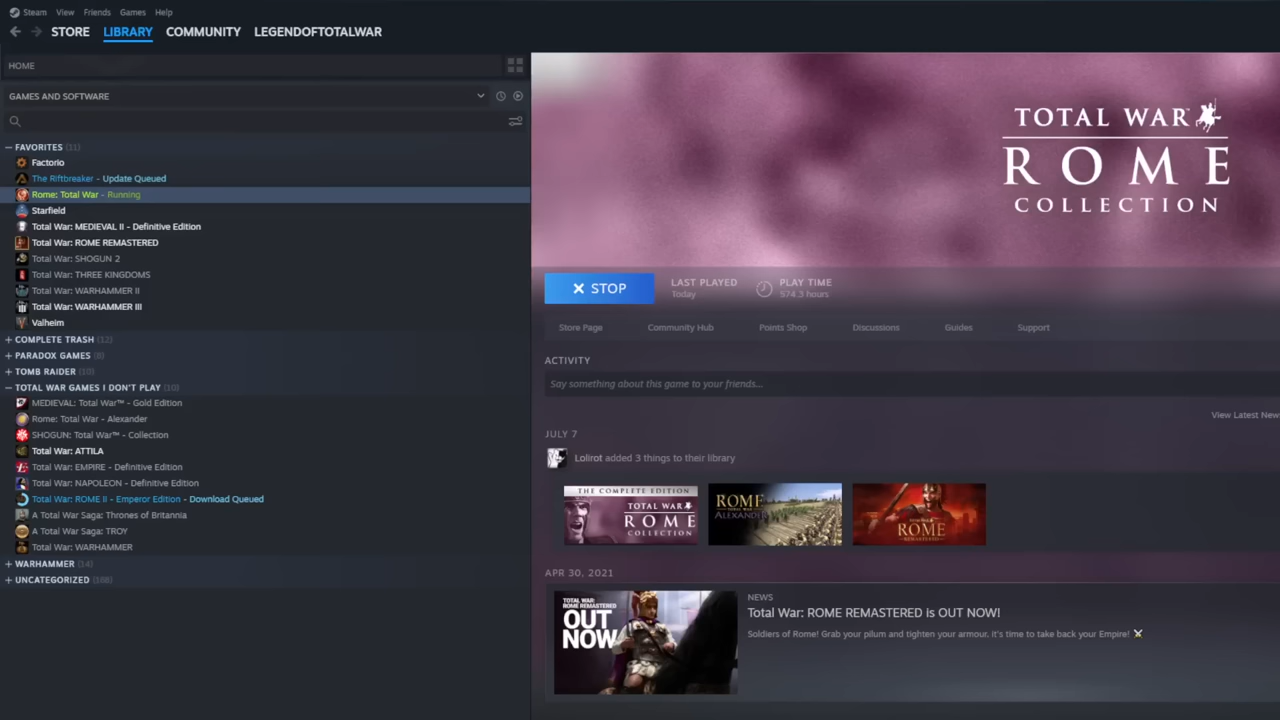 Steam View Friends Games Help
STORE LIBRARY COMMUNITY LEGENDOFTOTALWAR
HOME
GAMES AND SOFTWARE
FAVORITES (11)
Factorio
The Riftbreaker - Update Queued
Rome: Total War - Running
Starfield
Total War: MEDIEVAL II - Definitive Edition
Total War: ROME REMASTERED
Total War: SHOGUN 2
Total War: THREE KINGDOMS
Total War: WARHAMMER II
Total War: WARHAMMER III
Valheim
COMPLETE TRASH (12)
PARADOX GAMES (8)
TOMB RAIDER (10)
TOTAL WAR GAMES I DON'T PLAY (10)
MEDIEVAL: Total War™ - Gold Edition
Rome: Total War - Alexander
SHOGUN: Total War™ - Collection
Total War: ATTILA
Total War: EMPIRE - Definitive Edition
Total War: NAPOLEON - Definitive Edition
Total War: ROME II - Emperor Edition - Download Queued
A Total War Saga: Thrones of Britannia
A Total War Saga: TROY
Total War: WARHAMMER
WARHAMMER (14)
UNCATEGORIZED (166)
TOTAL WAR™
ROME
COLLECTION
STOP
LAST PLAYED
Today
PLAY TIME
574.3 hours
Store Page Community Hub Points Shop Discussions Guides Support
ACTIVITY
Say something about this game to your friends...
View Latest New
JULY 7
Lolirot added 3 things to their library
THE COMPLETE EDITION
TOTAL WAR
ROME
COLLECTION
ROME
TOTAL WAR
ALEXANDER
TOTAL WAR
ROME
REMASTERED
APR 30, 2021
TOTAL WAR:
ROME REMASTERED
OUT
NOW
NEWS
Total War: ROME REMASTERED is OUT NOW!
Soldiers of Rome! Grab your pilum and tighten your armour, it's time to take back your Empire! ⚔